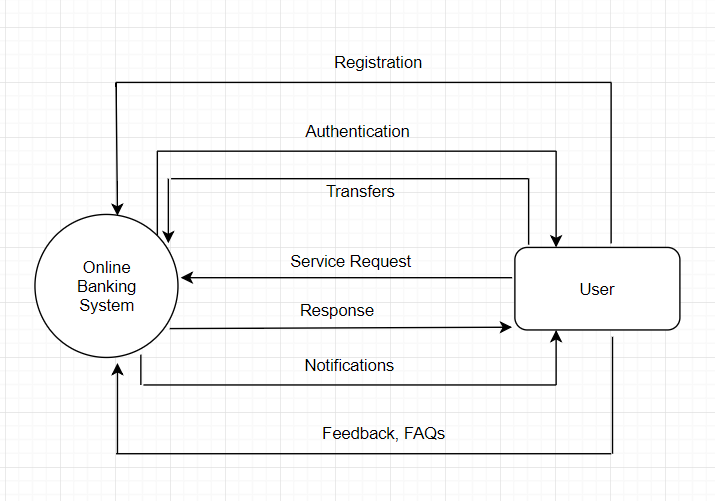 Registration
Authentication
Transfers
Service Request
Online
Banking
System
User
Response
Notifications
Feedback, FAQs